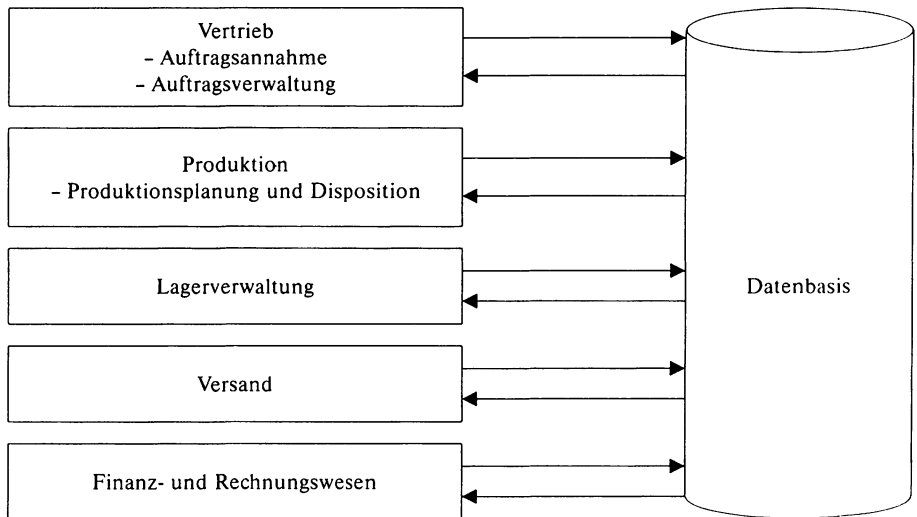 Vertrieb
– Auftragsannahme
– Auftragsverwaltung
Produktion
– Produktionsplanung und Disposition
Lagerverwaltung
Versand
Finanz- und Rechnungswesen
Datenbasis